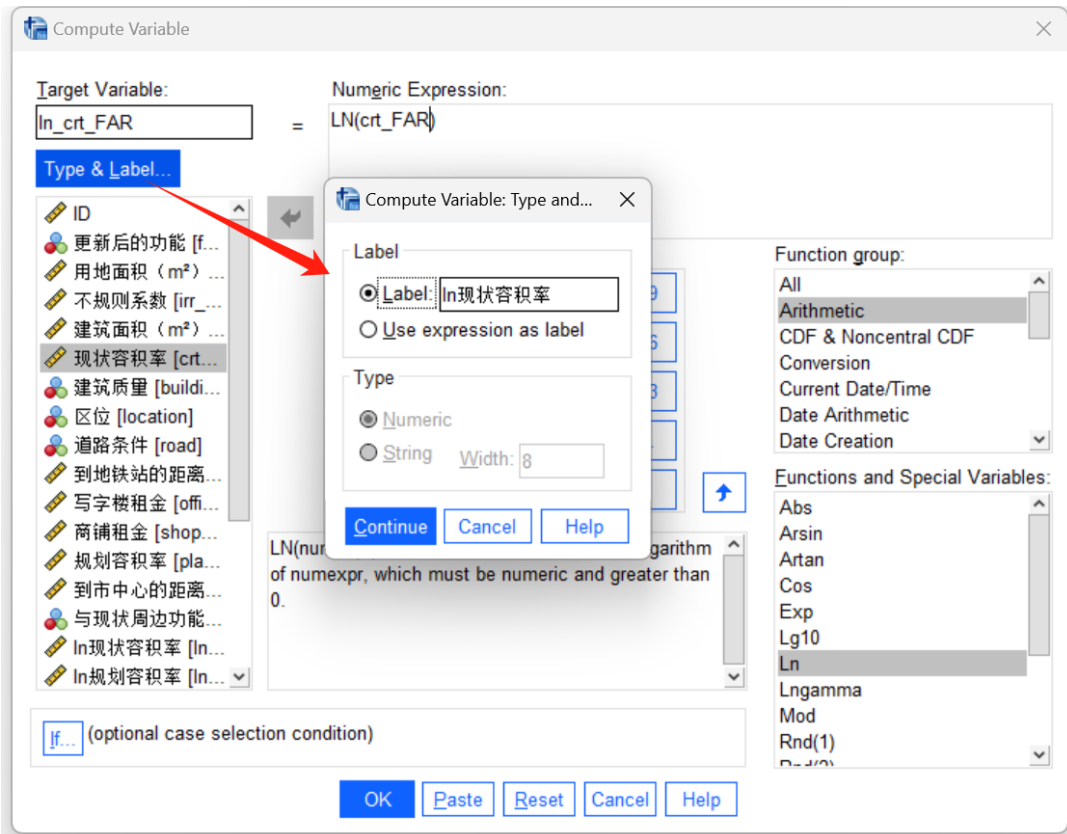 Compute Variable
Target Variable:
Numeric Expression:
ln_crt_FAR
=
LN(crt_FAR)
Type & Label...
ID
更新后的功能 [f...
用地面积（m²）...
不规则系数 [irr_...
建筑面积（m²）...
现状容积率 [crt...
建筑质量 [buildi...
区位 [location]
道路条件 [road]
到地铁站的距离...
写字楼租金 [offi...
商铺租金 [shop...
规划容积率 [pla...
到市中心的距离...
与现状周边功能...
ln现状容积率 [ln...
ln规划容积率 [ln...
Compute Variable: Type and...
Label
Label:
ln现状容积率
Use expression as label
Type
Numeric
String
Width:
8
Continue
Cancel
Help
9
6
3
LN(nu
garithm
of numexpr, which must be numeric and greater than
0.
Function group:
All
Arithmetic
CDF & Noncentral CDF
Conversion
Current Date/Time
Date Arithmetic
Date Creation
Functions and Special Variables:
Abs
Arsin
Artan
Cos
Exp
Lg10
Ln
Lngamma
Mod
Rnd(1)
If...
(optional case selection condition)
OK
Paste
Reset
Cancel
Help